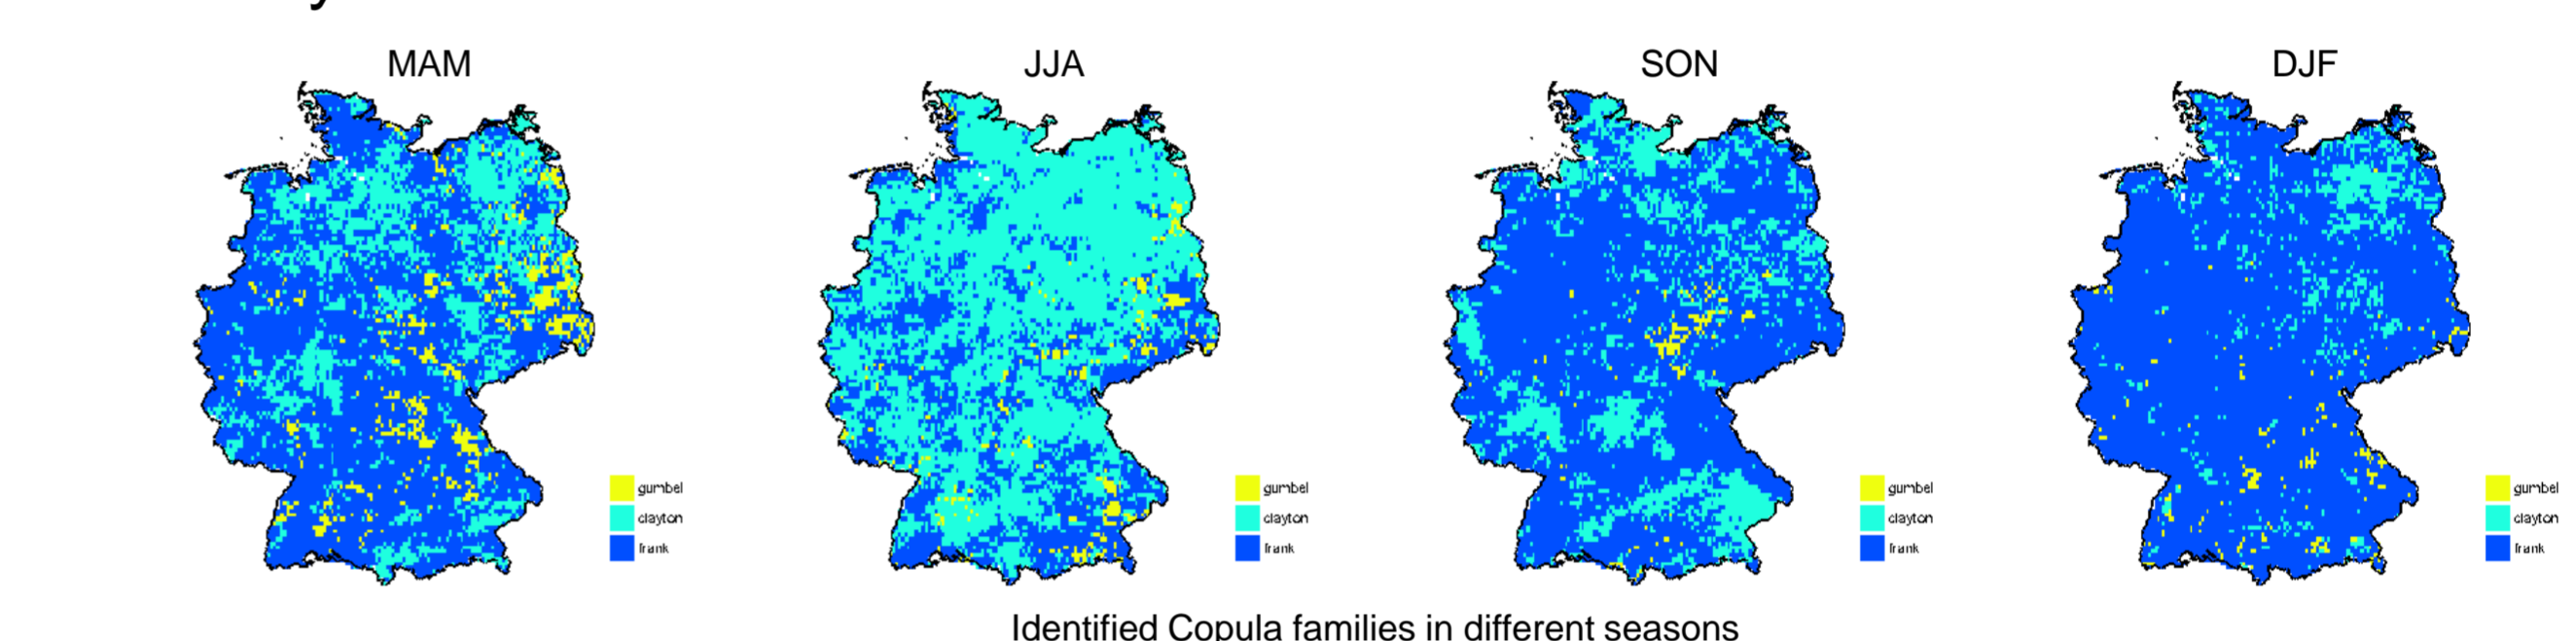 MAM JJA SON DJF
gumbel gumbel gumbel gumbel
clayton clayton clayton clayton
frank frank frank frank
Identified Copula families in different seasons